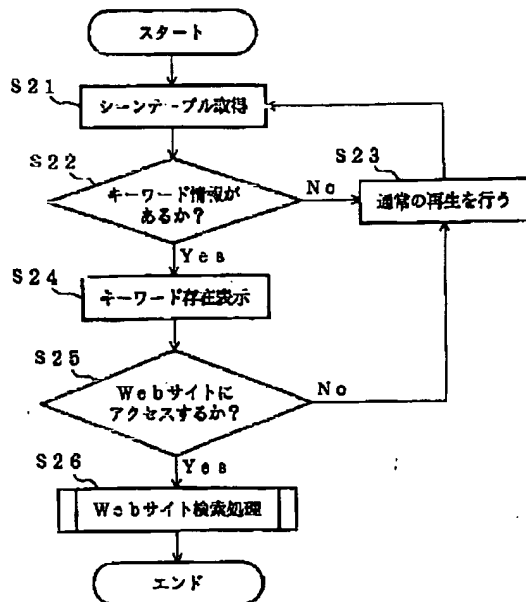 スタート
S21
シーンテーブル取得
S22
キーワード情報が
あるか?
No
S23
通常の再生を行う
Yes
S24
キーワード存在表示
S25
Webサイトに
アクセスするか?
No
Yes
S26
Webサイト検索処理
エンド